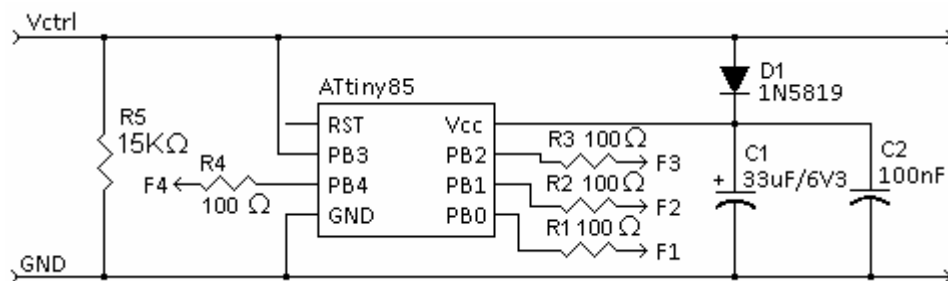 Vctrl
D1
1N5819
ATtiny85
R5
15KΩ
RST
Vcc
R3 100Ω
PB3
PB2
F3
C1
C2
R4
R2 100Ω
+
33uF/6V3
100nF
F4
PB4
PB1
100 Ω
F2
GND
PB0
R1 100Ω
F1
GND